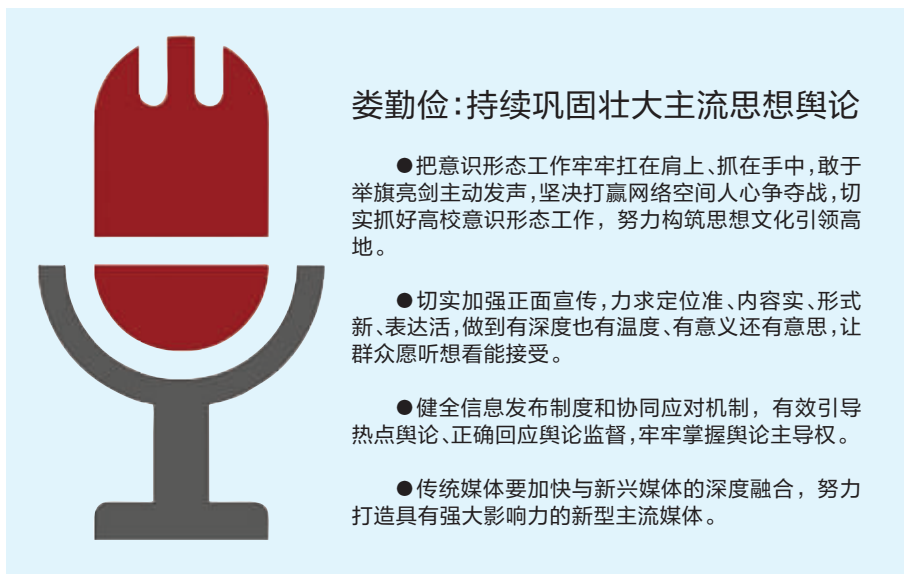 娄勤俭：持续巩固壮大主流思想舆论
●把意识形态工作牢牢扛在肩上、抓在手中，敢于
举旗亮剑主动发声，坚决打赢网络空间人心争夺战，切
实抓好高校意识形态工作，努力构筑思想文化引领高
地。
●切实加强正面宣传，力求定位准、内容实、形式
新、表达活，做到有深度也有温度、有意义还有意思，让
群众愿听想看能接受。
●健全信息发布制度和协同应对机制，有效引导
热点舆论、正确回应舆论监督，牢牢掌握舆论主导权。
●传统媒体要加快与新兴媒体的深度融合，努力
打造具有强大影响力的新型主流媒体。